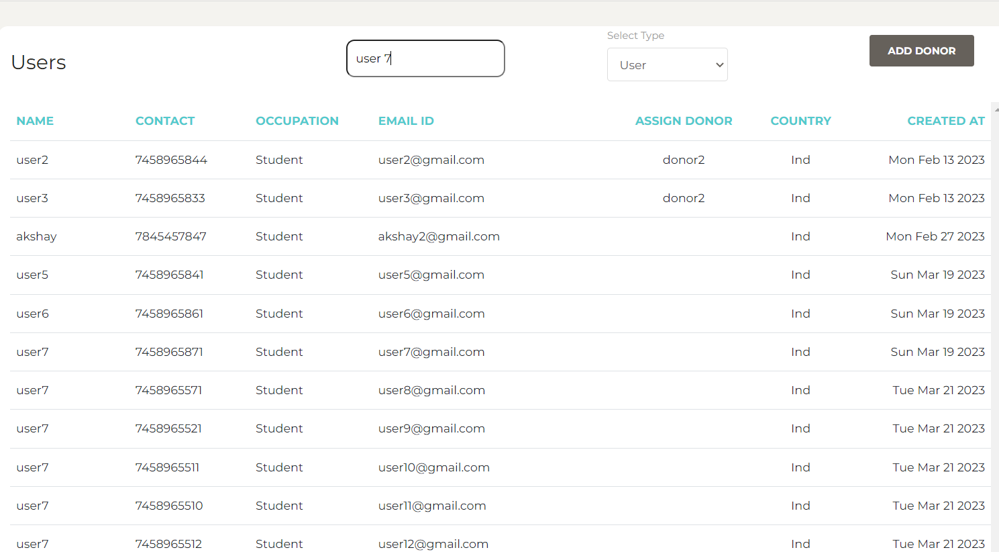 Users
user 7
Select Type
User
ADD DONOR
NAME CONTACT OCCUPATION EMAIL ID ASSIGN DONOR COUNTRY CREATED AT
user2 7458965844 Student user2@gmail.com donor2 Ind Mon Feb 13 2023
user3 7458965833 Student user3@gmail.com donor2 Ind Mon Feb 13 2023
akshay 7845457847 Student akshay2@gmail.com Ind Mon Feb 27 2023
user5 7458965841 Student user5@gmail.com Ind Sun Mar 19 2023
user6 7458965861 Student user6@gmail.com Ind Sun Mar 19 2023
user7 7458965871 Student user7@gmail.com Ind Sun Mar 19 2023
user7 7458965571 Student user8@gmail.com Ind Tue Mar 21 2023
user7 7458965521 Student user9@gmail.com Ind Tue Mar 21 2023
user7 7458965511 Student user10@gmail.com Ind Tue Mar 21 2023
user7 7458965510 Student user11@gmail.com Ind Tue Mar 21 2023
user7 7458965512 Student user12@gmail.com Ind Tue Mar 21 2023